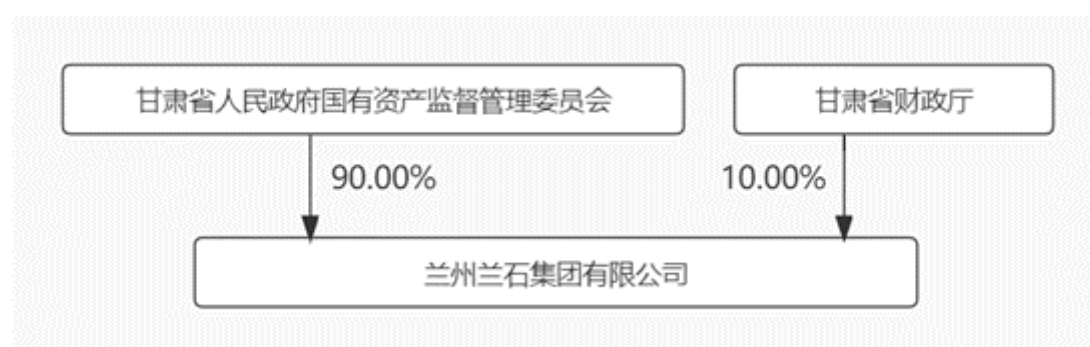 甘肃省人民政府国有资产监督管理委员会
甘肃省财政厅
90.00%
10.00%
兰州兰石集团有限公司